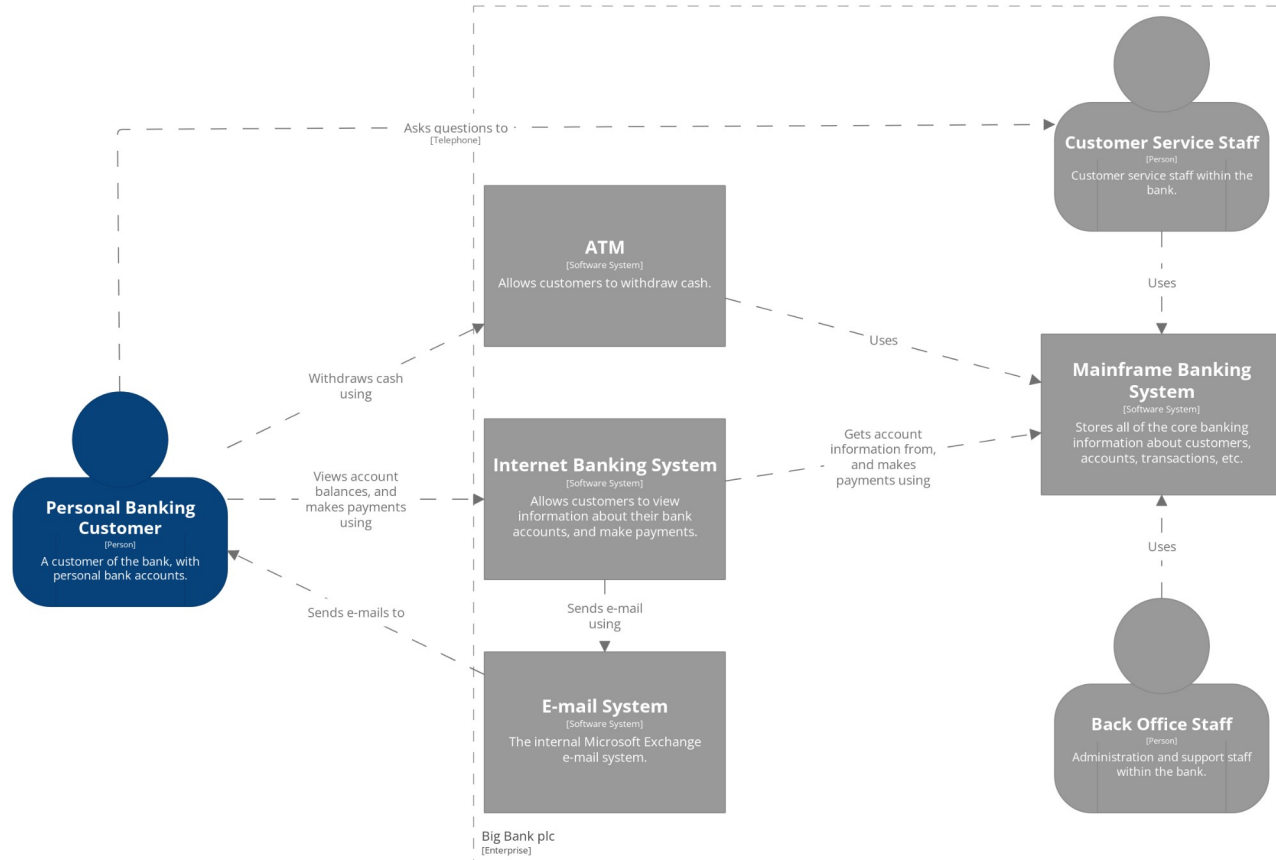 Asks questions to
[Telephone]
Customer Service Staff
[Person]
Customer service staff within the
bank.
ATM
[Software System]
Allows customers to withdraw cash.
Uses
Uses
Withdraws cash
using
Mainframe Banking
System
[Software System]
Stores all of the core banking
information about customers,
accounts, transactions, etc.
Personal Banking
Customer
[Person]
A customer of the bank, with
personal bank accounts.
Views account
balances, and
makes payments
using
Internet Banking System
[Software System]
Allows customers to view
information about their bank
accounts, and make payments.
Gets account
information from,
and makes
payments using
Uses
Sends e-mails to
Sends e-mail
using
E-mail System
[Software System]
The internal Microsoft Exchange
e-mail system.
Back Office Staff
[Person]
Administration and support staff
within the bank.
Big Bank plc
[Enterprise]